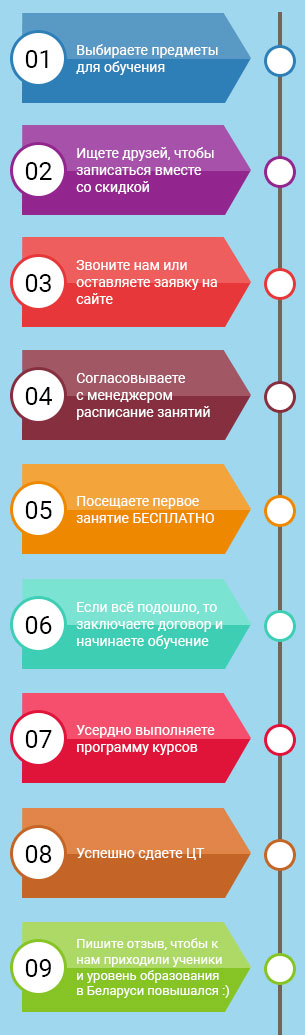 01
Выбираете предметы
для обучения
02
Ищете друзей, чтобы
записаться вместе
со скидкой
03
Звоните нам или
оставляете заявку на
сайте
04
Согласовываете
с менеджером
расписание занятий
05
Посещаете первое
занятие БЕСПЛАТНО
06
Если всё подошло, то
заключаете договор и
начинаете обучение
07
Усердно выполняете
программу курсов
08
Успешно сдаете ЦТ
09
Пишите отзыв, чтобы к
нам приходили ученики
и уровень образования
в Беларуси повышался :)